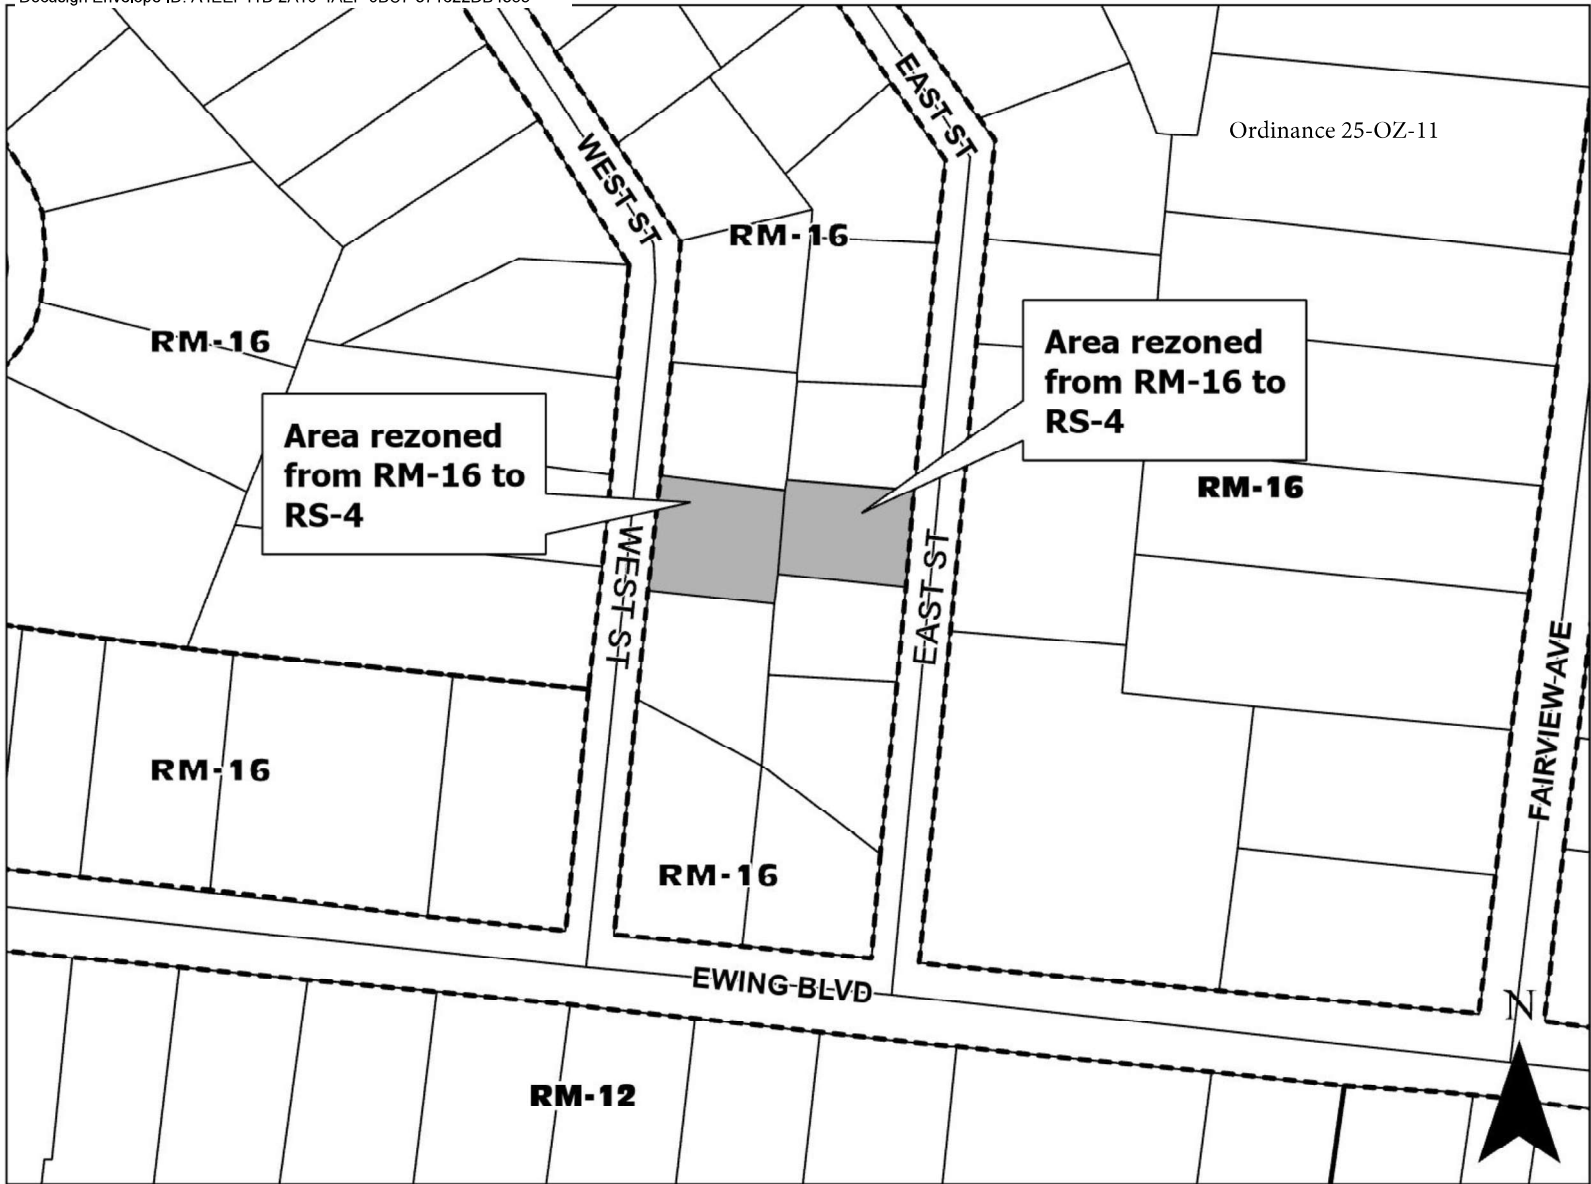 EAST ST
Ordinance 25-OZ-11
WEST ST
RM-16
RM-16
Area rezoned
from RM-16 to
RS-4
Area rezoned
from RM-16 to
RS-4
RM-16
WEST ST
EAST ST
FAIRVIEW AVE
RM-16
RM-16
EWING BLVD
N
RM-12